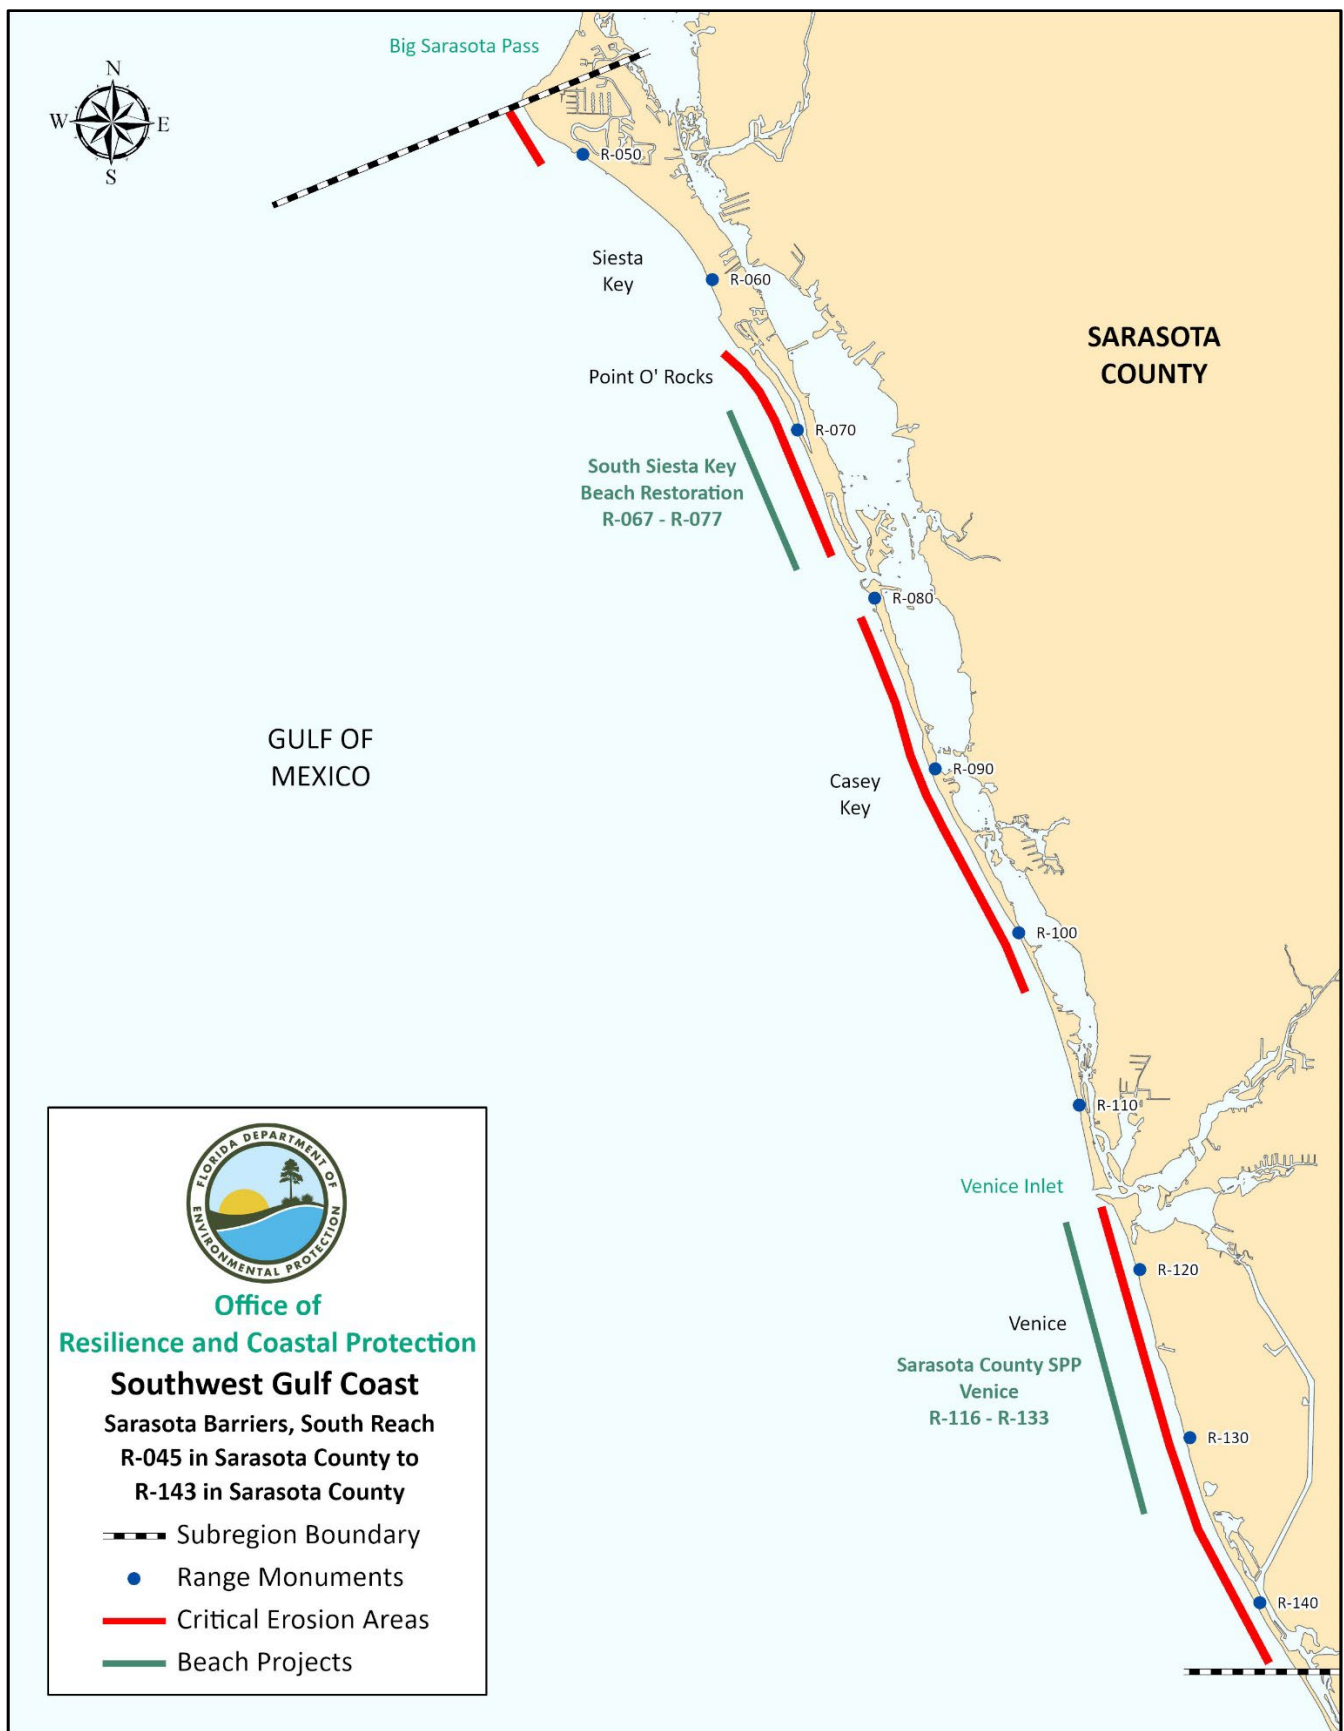 Big Sarasota Pass
N
W
E
S
R-050
Siesta
Key
R-060
SARASOTA
COUNTY
Point O' Rocks
R-070
South Siesta Key
Beach Restoration
R-067 - R-077
R-080
GULF OF
MEXICO
R-090
Casey
Key
R-100
R-110
Venice Inlet
R-120
Venice
Sarasota County SPP
Venice
R-116 - R-133
R-130
R-140
FLORIDA DEPARTMENT OF
ENVIRONMENTAL PROTECTION
Office of
Resilience and Coastal Protection
Southwest Gulf Coast
Sarasota Barriers, South Reach
R-045 in Sarasota County to
R-143 in Sarasota County
Subregion Boundary
Range Monuments
Critical Erosion Areas
Beach Projects